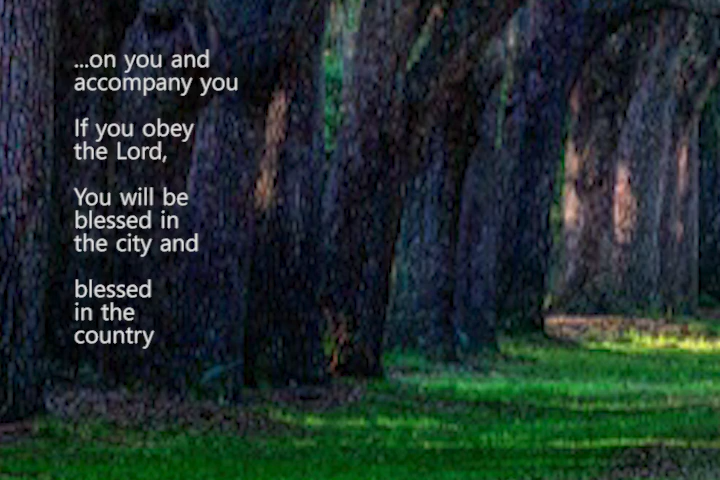 ...on you and
accompany you
If you obey
the Lord,
You will be
blessed in
the city and
blessed
in the
country